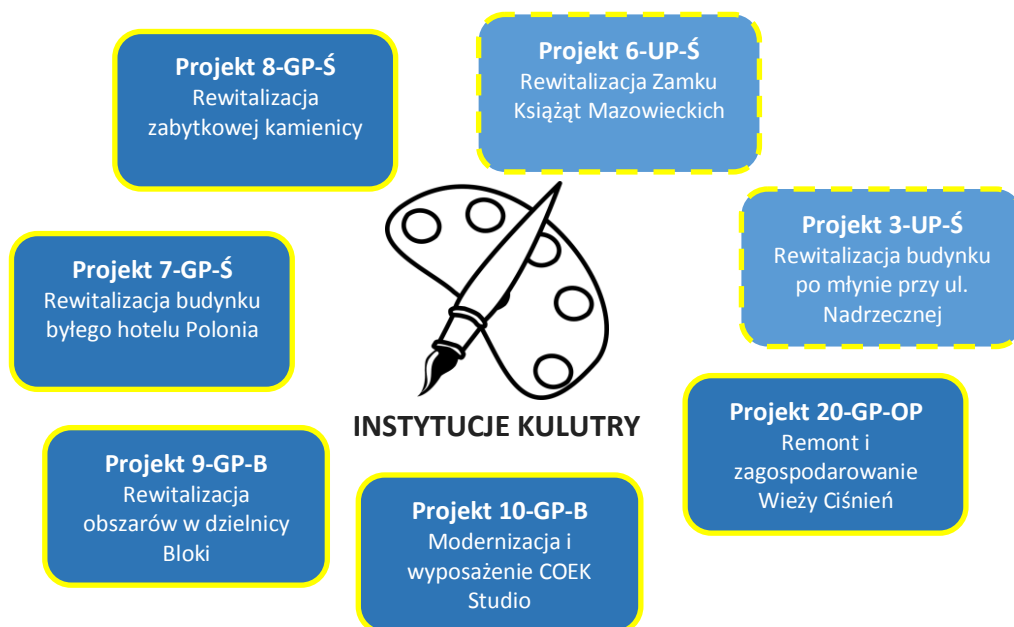 Projekt 8-GP-Ś
Rewitalizacja
zabytkowej kamienicy
Projekt 6-UP-Ś
Rewitalizacja Zamku
Książąt Mazowieckich
Projekt 7-GP-Ś
Rewitalizacja budynku
byłego hotelu Polonia
Projekt 3-UP-Ś
Rewitalizacja budynku
po młynie przy ul.
Nadrzecznej
INSTYTUCJE KULUTRY
Projekt 20-GP-OP
Remont i
zagospodarowanie
Wieży Ciśnień
Projekt 9-GP-B
Rewitalizacja
obszarów w dzielnicy
Bloki
Projekt 10-GP-B
Modernizacja i
wyposażenie COEK
Studio